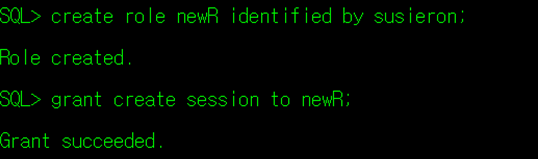 SQL> create role newR identified by susieron;
Role created.
SQL> grant create session to newR;
Grant succeeded.